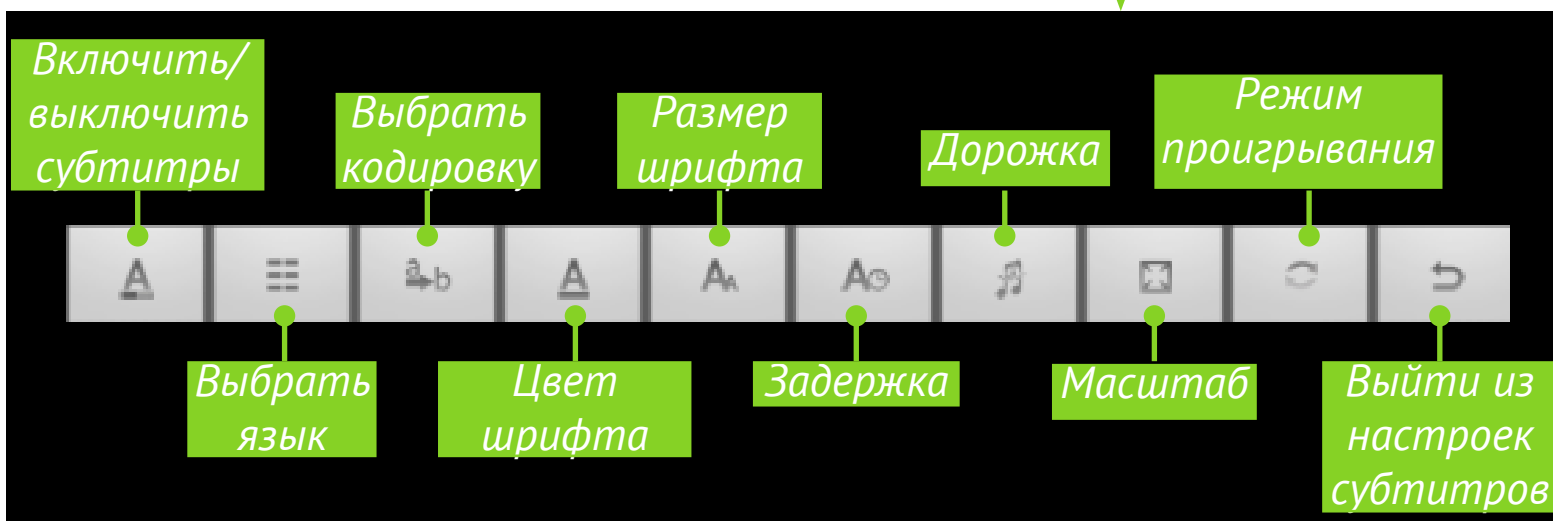 Включить/
выключить
субтитры
Выбрать
кодировку
Размер
шрифта
Дорожка
Режим
проигрывания
Выбрать
язык
Цвет
шрифта
Задержка
Масштаб
Выйти из
настроек
субтитров